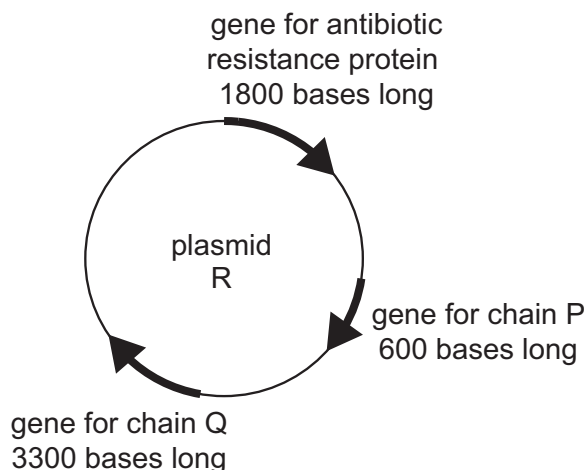 gene for antibiotic
resistance protein
1800 bases long
plasmid
R
gene for chain P
600 bases long
gene for chain Q
3300 bases long